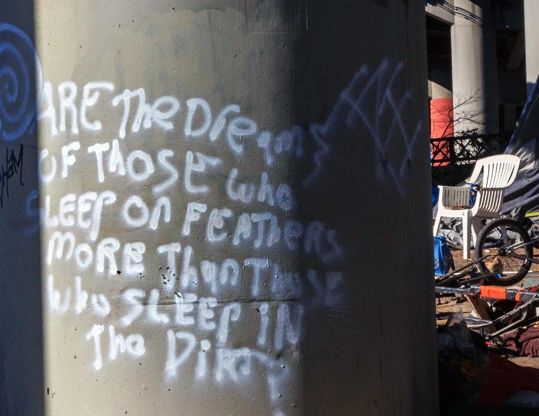 ARE The DReams
OF Those who
SLEEP ON FEAThers
more Than Those
who SLEEP IN
The Dirt